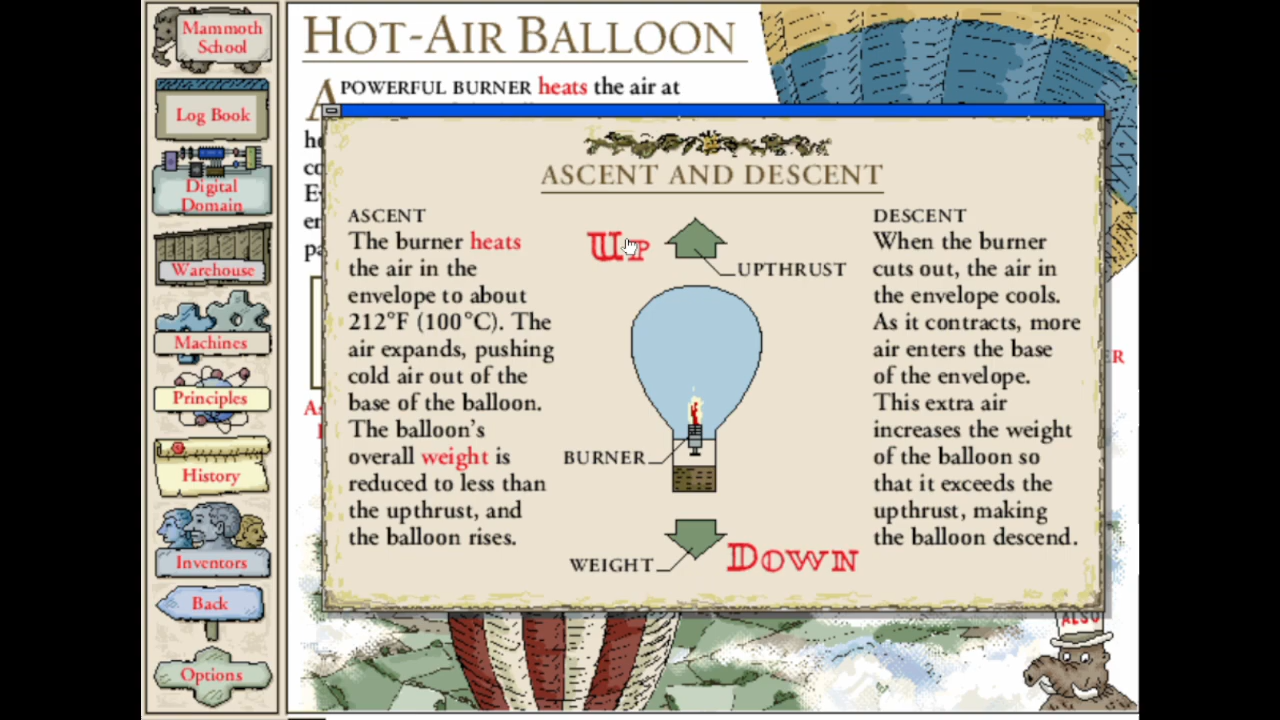 Mammoth
School
Log Book
Digital
Domain
Warehouse
Machines
Principles
History
Inventors
Back
Options
HOT-AIR BALLOON
A POWERFUL BURNER heats the air at
ASCENT AND DESCENT
ASCENT
The burner heats
the air in the
envelope to about
212°F (100°C). The
air expands, pushing
cold air out of the
base of the balloon.
The balloon's
overall weight is
reduced to less than
the upthrust, and
the balloon rises.
UP
UPTHRUST
BURNER
WEIGHT
DOWN
DESCENT
When the burner
cuts out, the air in
the envelope cools.
As it contracts, more
air enters the base
of the envelope.
This extra air
increases the weight
of the balloon so
that it exceeds the
upthrust, making
the balloon descend.
ALSO